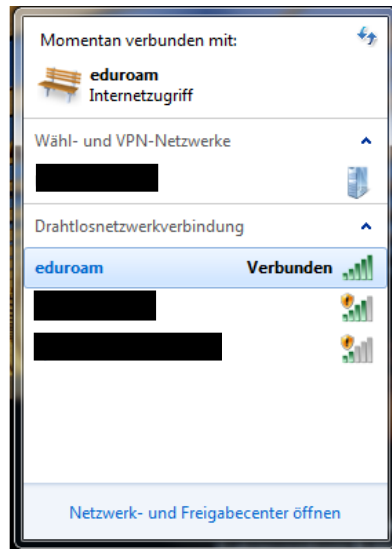 Momentan verbunden mit:
eduroam
Internetzugriff
Wähl- und VPN-Netzwerke
Drahtlosnetzwerkverbindung
eduroam Verbunden
Netzwerk- und Freigabecenter öffnen